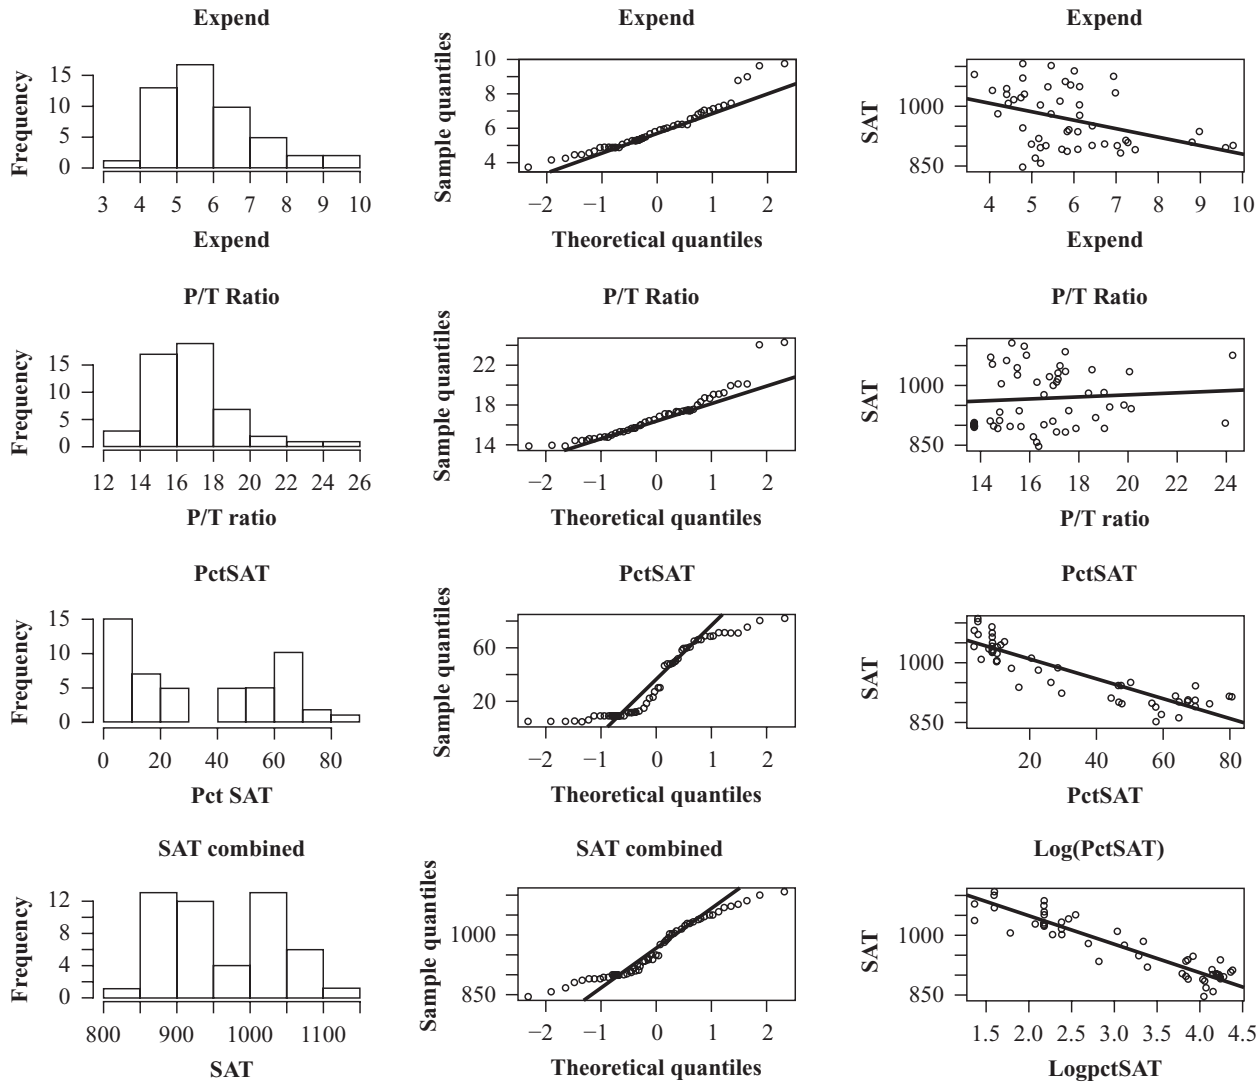 Expend
Frequency
15
10
5
0
3 4 5 6 7 8 9 10
Expend
Expend
Sample quantiles
10
8
6
4
−2 −1 0 1 2
Theoretical quantiles
Expend
SAT
1000
850
4 5 6 7 8 9 10
Expend
P/T Ratio
Frequency
15
10
5
0
12 14 16 18 20 22 24 26
P/T ratio
P/T Ratio
Sample quantiles
22
18
14
−2 −1 0 1 2
Theoretical quantiles
P/T Ratio
SAT
1000
850
14 16 18 20 22 24
P/T ratio
PctSAT
Frequency
15
10
5
0
0 20 40 60 80
Pct SAT
PctSAT
Sample quantiles
60
20
−2 −1 0 1 2
Theoretical quantiles
PctSAT
SAT
1000
850
20 40 60 80
PctSAT
SAT combined
Frequency
12
8
4
0
800 900 1000 1100
SAT
SAT combined
Sample quantiles
1000
850
−2 −1 0 1 2
Theoretical quantiles
Log(PctSAT)
SAT
1000
850
1.5 2.0 2.5 3.0 3.5 4.0 4.5
LogpctSAT